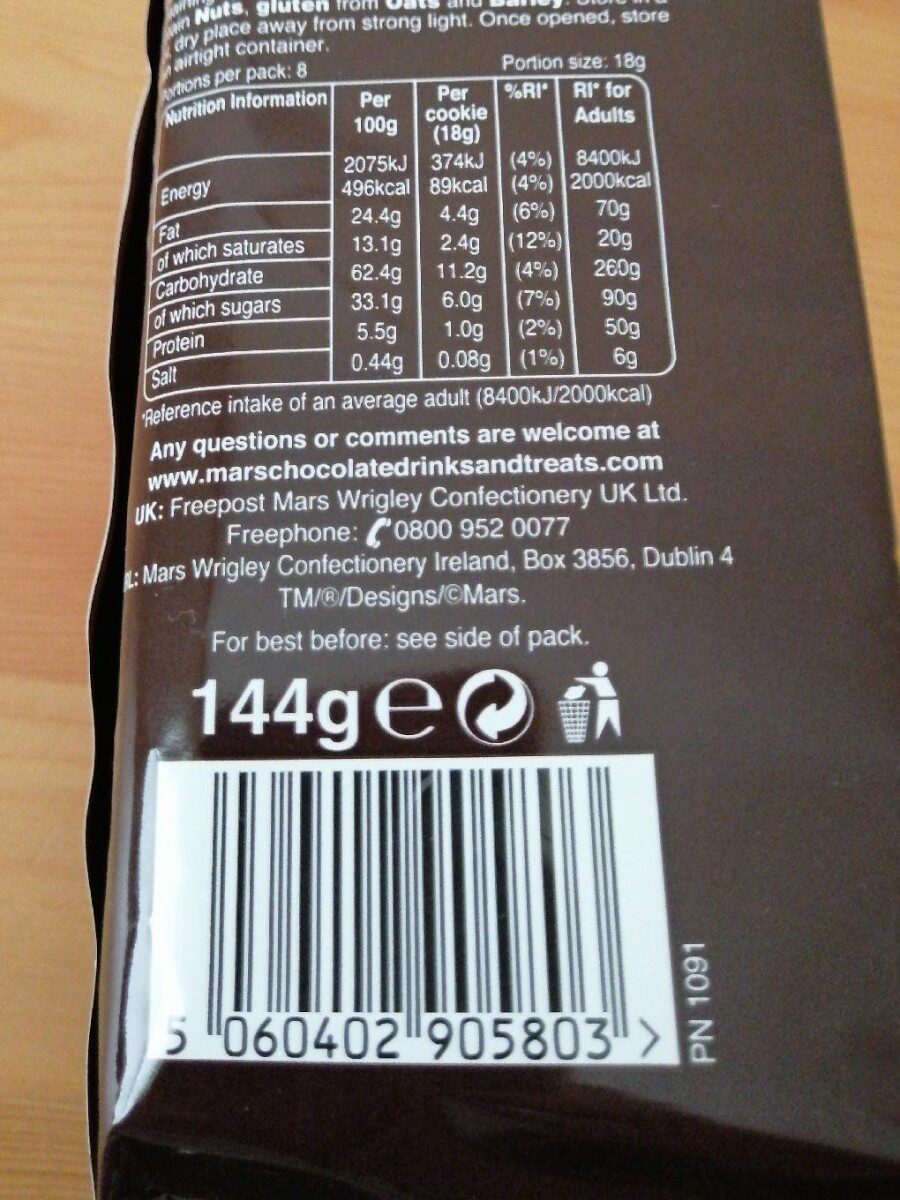 Nuts, gluten from Oats and Barley. Store in a
dry place away from strong light. Once opened, store
airtight container.
Portions per pack: 8 Portion size: 18g
Nutrition Information Per 100g Per cookie (18g) %RI* RI* for Adults
Energy 2075kJ 374kJ (4%) 8400kJ
496kcal 89kcal (4%) 2000kcal
Fat 24.4g 4.4g (6%) 70g
of which saturates 13.1g 2.4g (12%) 20g
Carbohydrate 62.4g 11.2g (4%) 260g
of which sugars 33.1g 6.0g (7%) 90g
Protein 5.5g 1.0g (2%) 50g
Salt 0.44g 0.08g (1%) 6g
*Reference intake of an average adult (8400kJ/2000kcal)
Any questions or comments are welcome at
www.marschocolatedrinksandtreats.com
UK: Freepost Mars Wrigley Confectionery UK Ltd.
Freephone: 0800 952 0077
IRL: Mars Wrigley Confectionery Ireland, Box 3856, Dublin 4
TM/®/Designs/©Mars.
For best before: see side of pack.
144g e
5 060402 905803 >
PN 1091